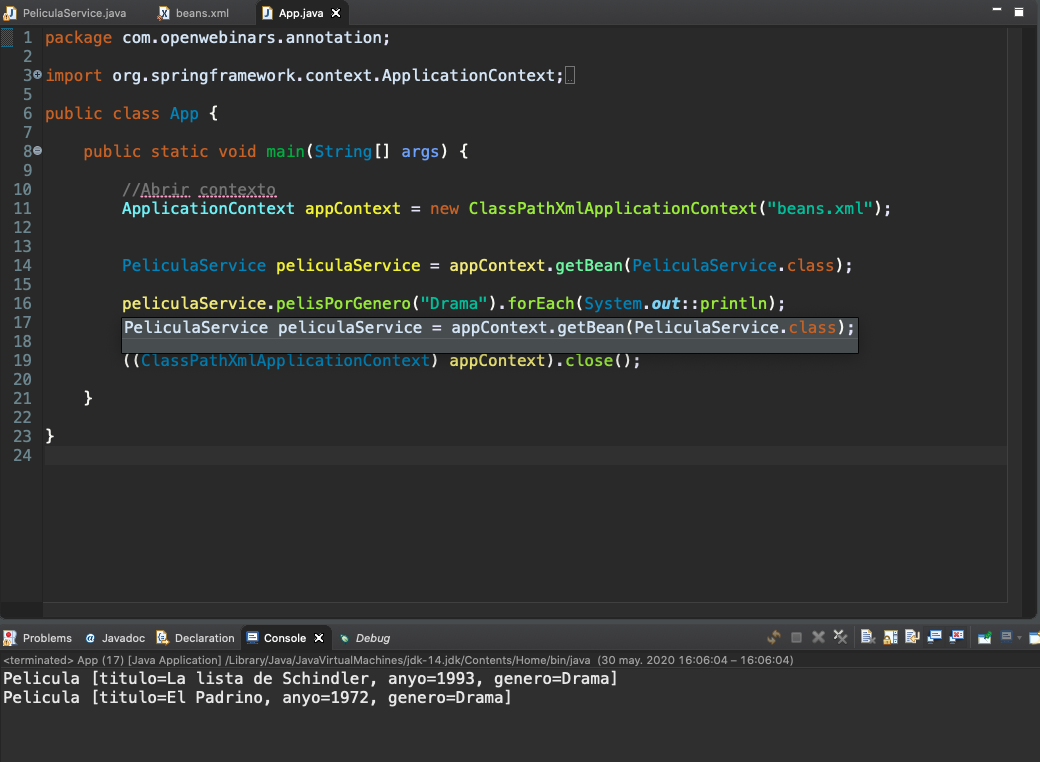 PeliculaService.java beans.xml App.java
1 package com.openwebinars.annotation;
2
3 import org.springframework.context.ApplicationContext;
5
6 public class App {
7
8 public static void main(String[] args) {
9
10 //Abrir contexto
11 ApplicationContext appContext = new ClassPathXmlApplicationContext("beans.xml");
12
13
14 PeliculaService peliculaService = appContext.getBean(PeliculaService.class);
15
16 peliculaService.pelisPorGenero("Drama").forEach(System.out::println);
17 PeliculaService peliculaService = appContext.getBean(PeliculaService.class);
18
19 ((ClassPathXmlApplicationContext) appContext).close();
20
21 }
22
23 }
24
Problems Javadoc Declaration Console Debug
<terminated> App (17) [Java Application] /Library/Java/JavaVirtualMachines/jdk-14.jdk/Contents/Home/bin/java (30 may. 2020 16:06:04 – 16:06:04)
Pelicula [titulo=La lista de Schindler, anyo=1993, genero=Drama]
Pelicula [titulo=El Padrino, anyo=1972, genero=Drama]